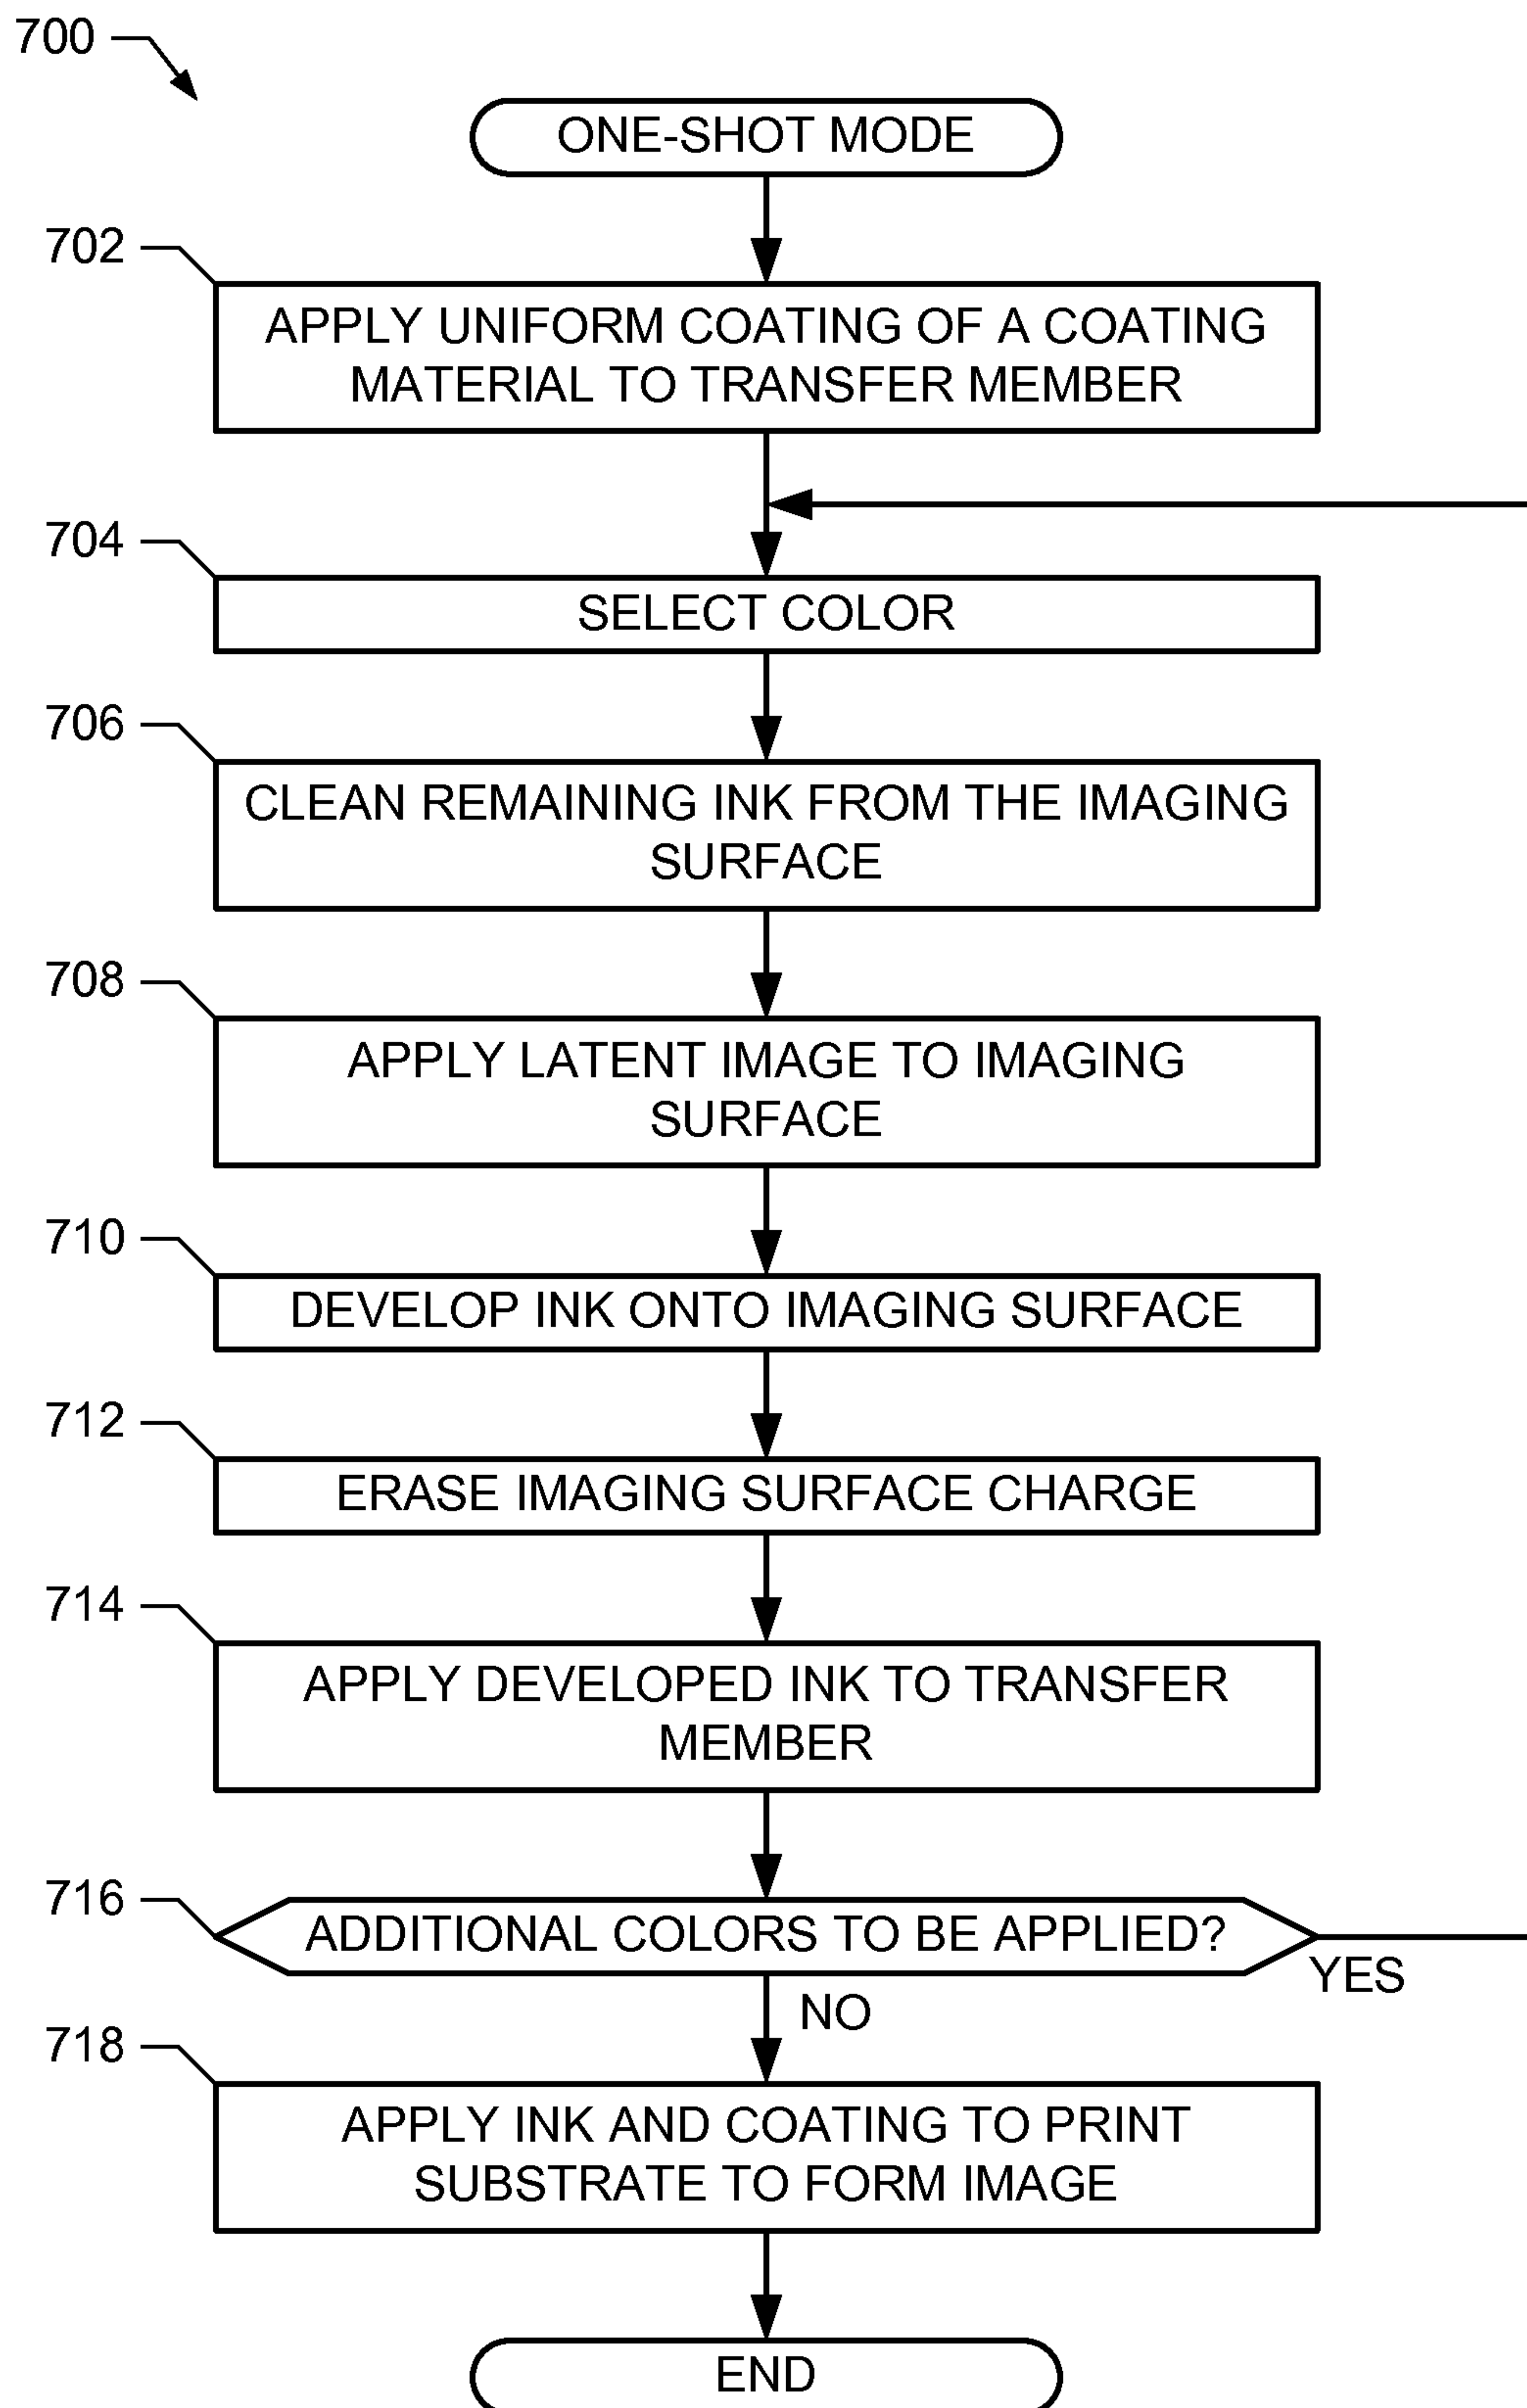 700
ONE-SHOT MODE
702
APPLY UNIFORM COATING OF A COATING
MATERIAL TO TRANSFER MEMBER
704
SELECT COLOR
706
CLEAN REMAINING INK FROM THE IMAGING
SURFACE
708
APPLY LATENT IMAGE TO IMAGING
SURFACE
710
DEVELOP INK ONTO IMAGING SURFACE
712
ERASE IMAGING SURFACE CHARGE
714
APPLY DEVELOPED INK TO TRANSFER
MEMBER
716
ADDITIONAL COLORS TO BE APPLIED?
YES
NO
718
APPLY INK AND COATING TO PRINT
SUBSTRATE TO FORM IMAGE
END